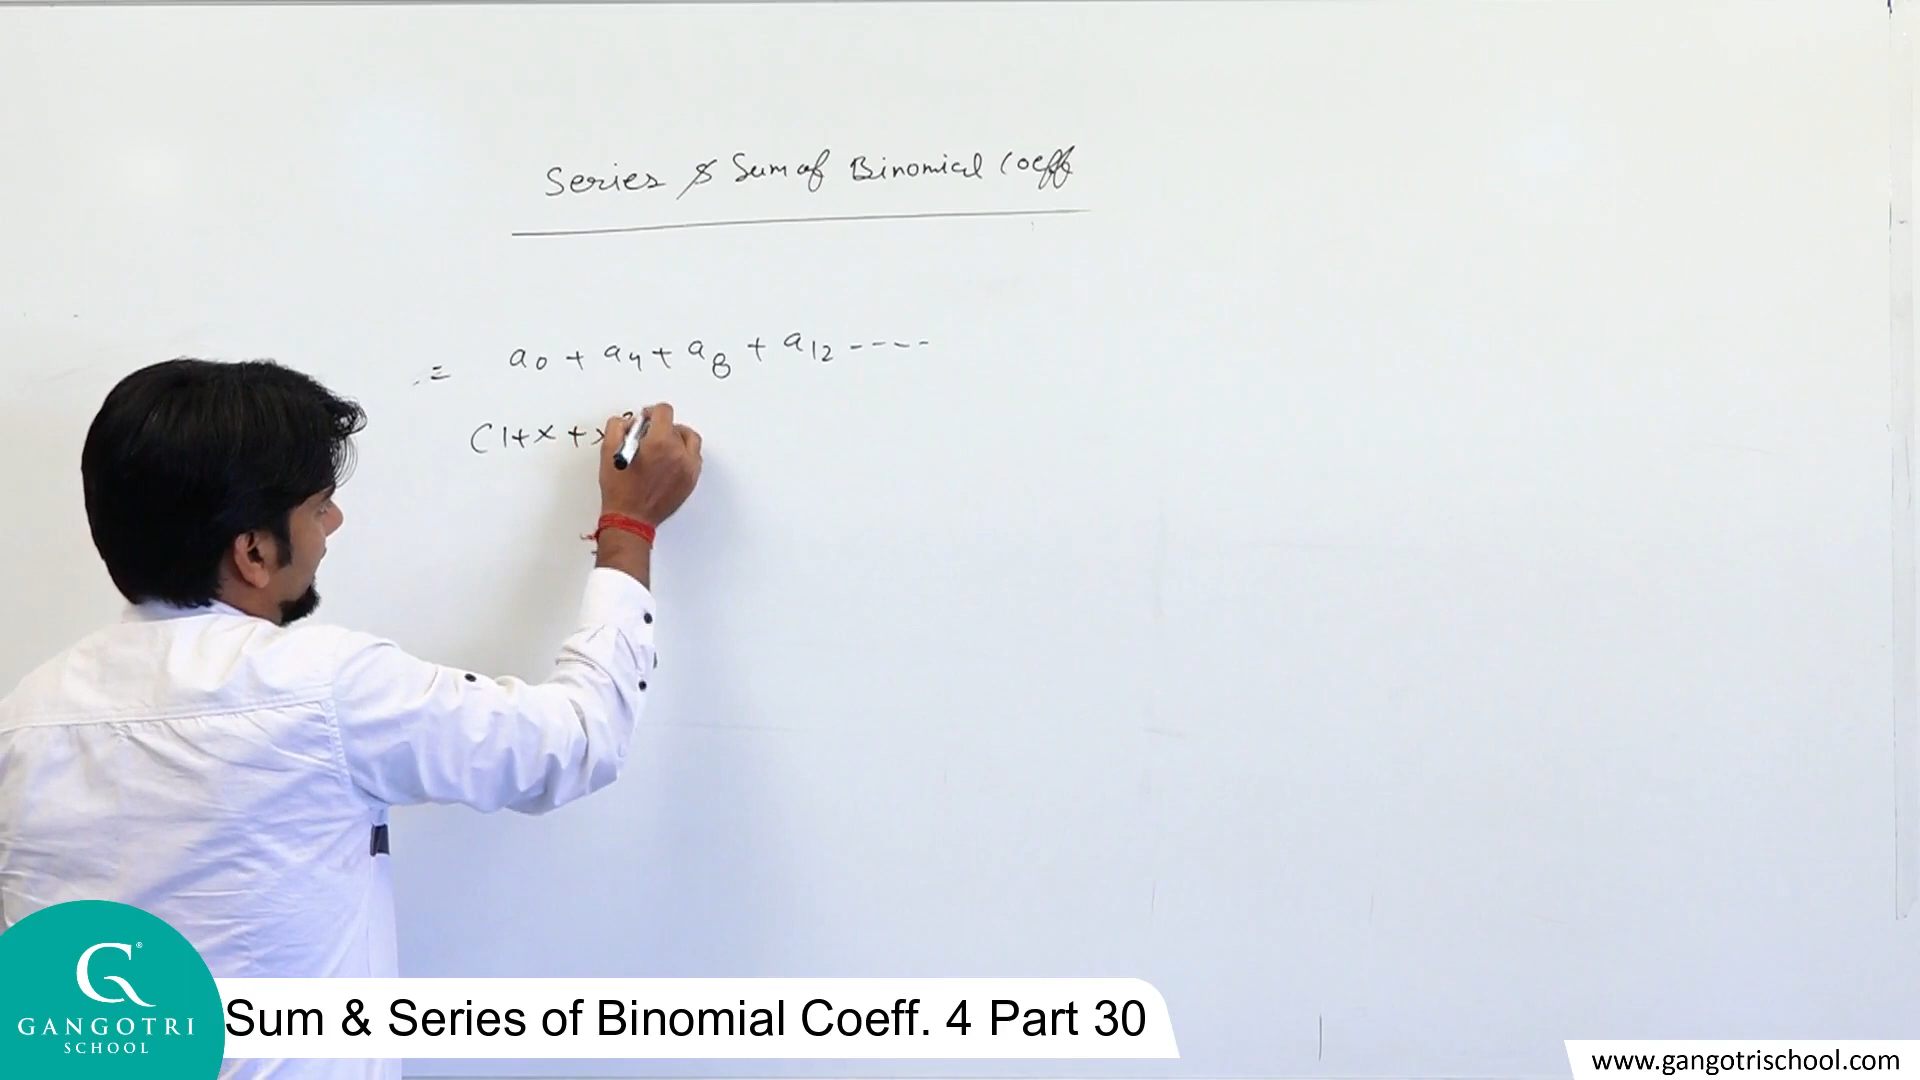 Series & Sum of Binomial Coeff
= a0 + a4 + a8 + a12 ----
(1+x+x
GANGOTRI
SCHOOL
Sum & Series of Binomial Coeff. 4 Part 30
www.gangotrischool.com